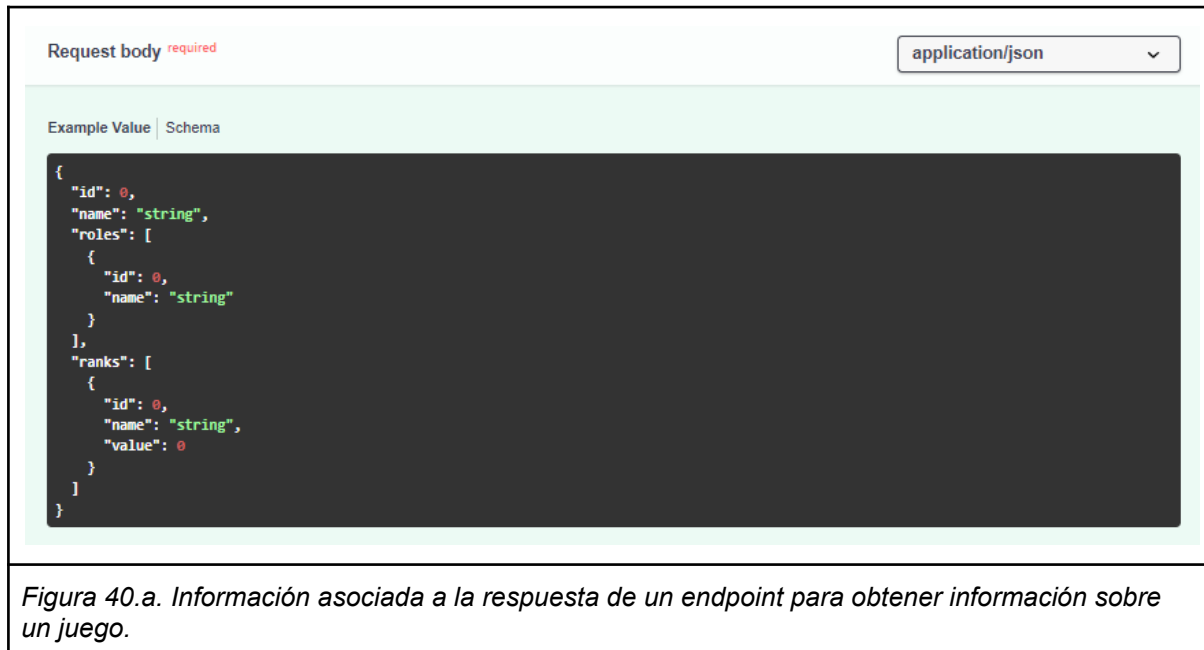 Request body required
application/json
Example Value Schema
{
  "id": 0,
  "name": "string",
  "roles": [
    {
      "id": 0,
      "name": "string"
    }
  ],
  "ranks": [
    {
      "id": 0,
      "name": "string",
      "value": 0
    }
  ]
}
Figura 40.a. Información asociada a la respuesta de un endpoint para obtener información sobre
un juego.